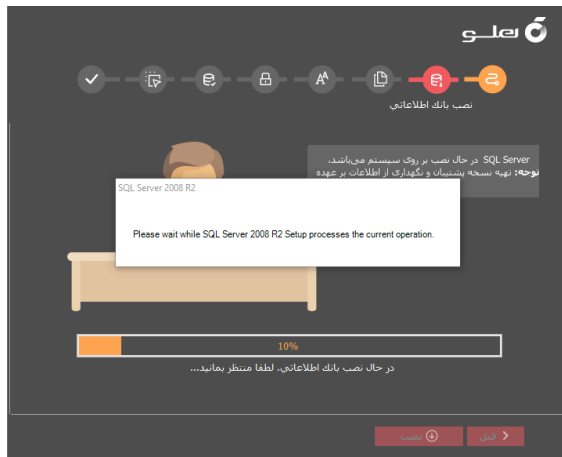 هلو
نصب بانك اطلاعاتي
SQL Server در حال نصب بر روی سیستم می‌باشد،
توجه: تهیه نسخه پشتیبان و نگهداری از اطلاعات بر عهده
SQL Server 2008 R2
Please wait while SQL Server 2008 R2 Setup processes the current operation.
10%
در حال نصب بانك اطلاعاتي، لطفا منتظر بمانيد...
قبل
نصب